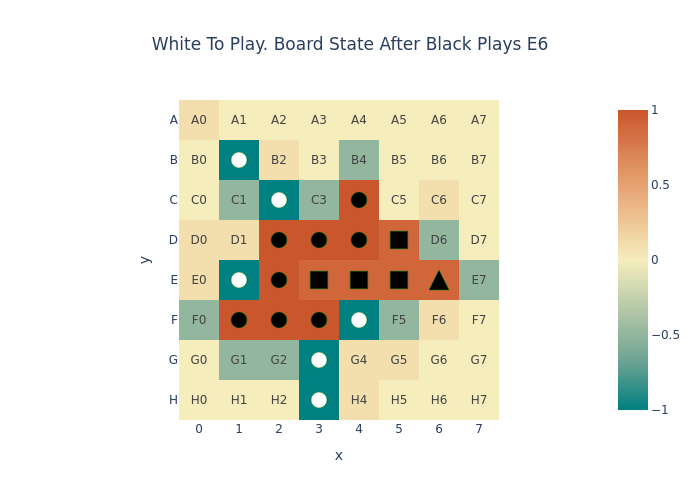 White To Play. Board State After Black Plays E6
A A0 A1 A2 A3 A4 A5 A6 A7
B B0 B2 B3 B4 B5 B6 B7
C C0 C1 C3 C5 C6 C7
D D0 D1 D6 D7
E E0 E7
F F0 F5 F6 F7
G G0 G1 G2 G4 G5 G6 G7
H H0 H1 H2 H4 H5 H6 H7
0 1 2 3 4 5 6 7
x
y
1
0.5
0
−0.5
−1